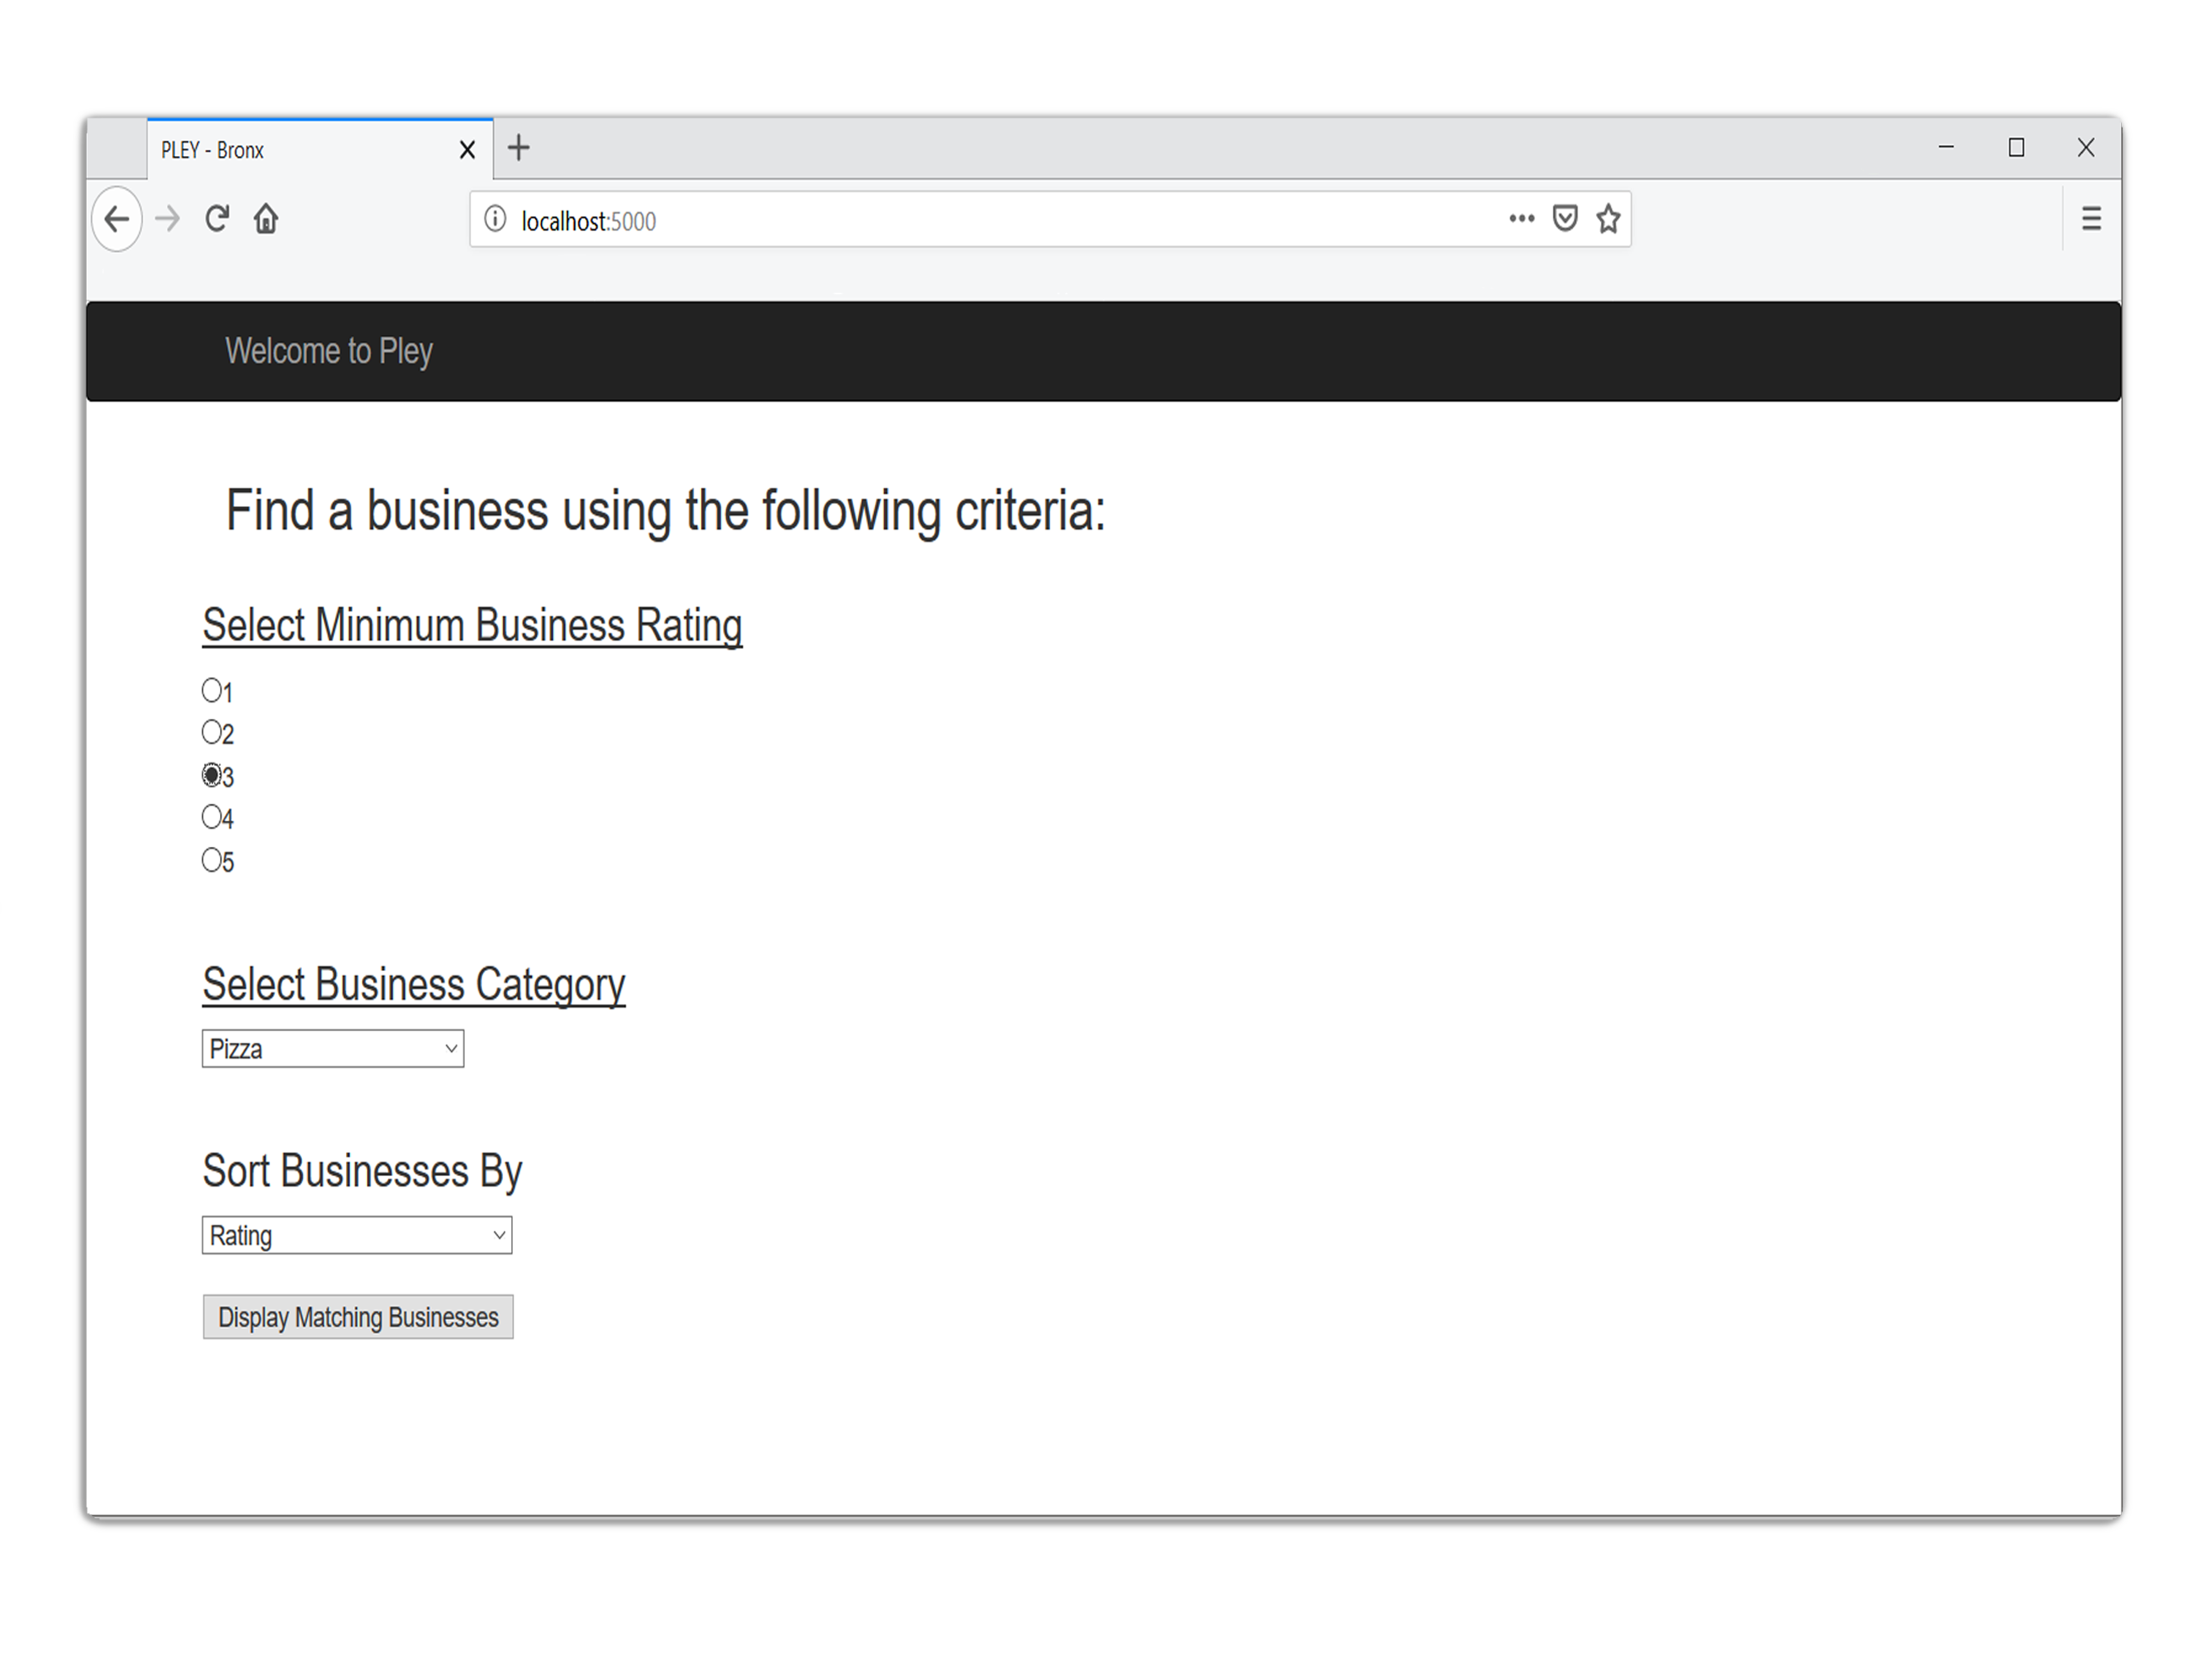 PLEY - Bronx
localhost:5000
Welcome to Pley
Find a business using the following criteria:
Select Minimum Business Rating
1
2
3
4
5
Select Business Category
Pizza
Sort Businesses By
Rating
Display Matching Businesses